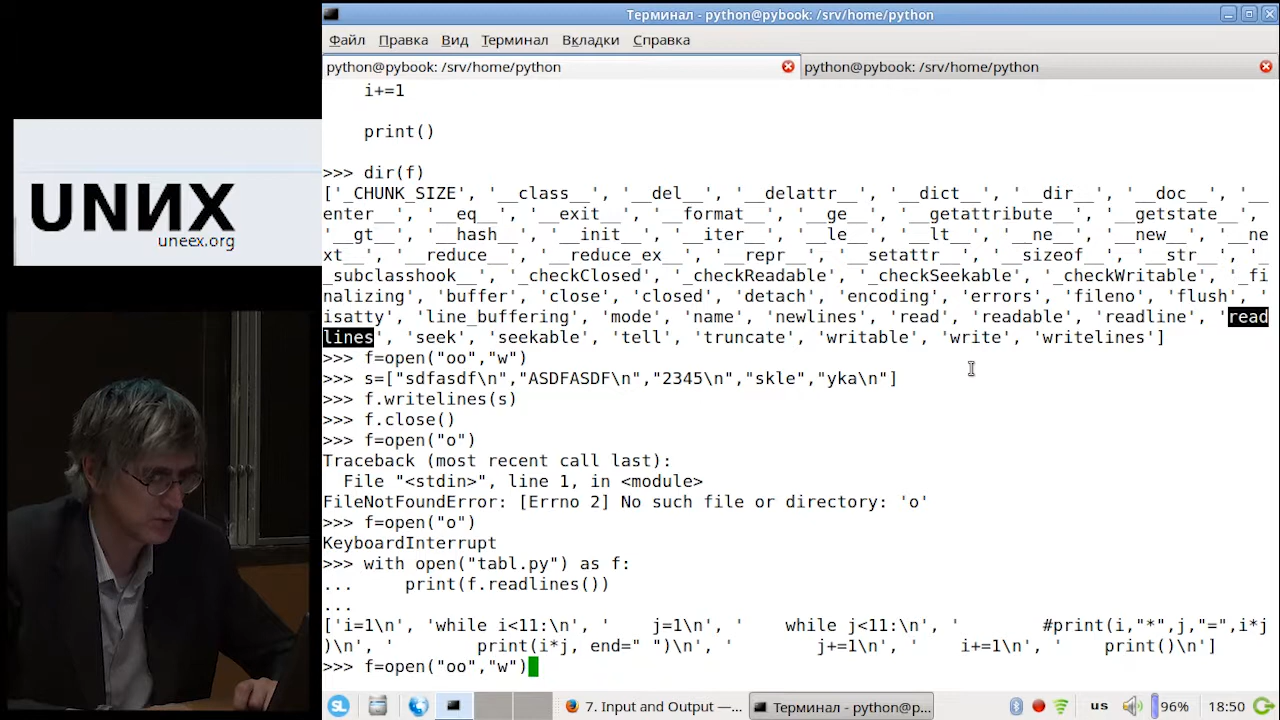 Терминал - python@pybook: /srv/home/python
Файл Правка Вид Терминал Вкладки Справка
python@pybook: /srv/home/python python@pybook: /srv/home/python
i+=1
print()
>>> dir(f)
['_CHUNK_SIZE', '__class__', '__del__', '__delattr__', '__dict__', '__dir__', '__doc__', '__
enter__', '__eq__', '__exit__', '__format__', '__ge__', '__getattribute__', '__getstate__',
'__gt__', '__hash__', '__init__', '__iter__', '__le__', '__lt__', '__ne__', '__new__', '__ne
xt__', '__reduce__', '__reduce_ex__', '__repr__', '__setattr__', '__sizeof__', '__str__', '_
_subclasshook__', '_checkClosed', '_checkReadable', '_checkSeekable', '_checkWritable', '_fi
nalizing', 'buffer', 'close', 'closed', 'detach', 'encoding', 'errors', 'fileno', 'flush', '
isatty', 'line_buffering', 'mode', 'name', 'newlines', 'read', 'readable', 'readline', 'read
lines', 'seek', 'seekable', 'tell', 'truncate', 'writable', 'write', 'writelines']
>>> f=open("oo","w")
>>> s=["sdfasdf\n","ASDFASDF\n","2345\n","skle","yka\n"]
>>> f.writelines(s)
>>> f.close()
>>> f=open("o")
Traceback (most recent call last):
File "<stdin>", line 1, in <module>
FileNotFoundError: [Errno 2] No such file or directory: 'o'
>>> f=open("o")
KeyboardInterrupt
>>> with open("tabl.py") as f:
...     print(f.readlines())
...
['i=1\n', 'while i<11:\n', '    j=1\n', '    while j<11:\n', '        #print(i,"*",j,"=",i*j
)\n', '        print(i*j, end=" ")\n', '        j+=1\n', '    i+=1\n', '    print()\n']
>>> f=open("oo","w")
UNИX
uneex.org
7. Input and Output —... Терминал - python@p... us 96% 18:50